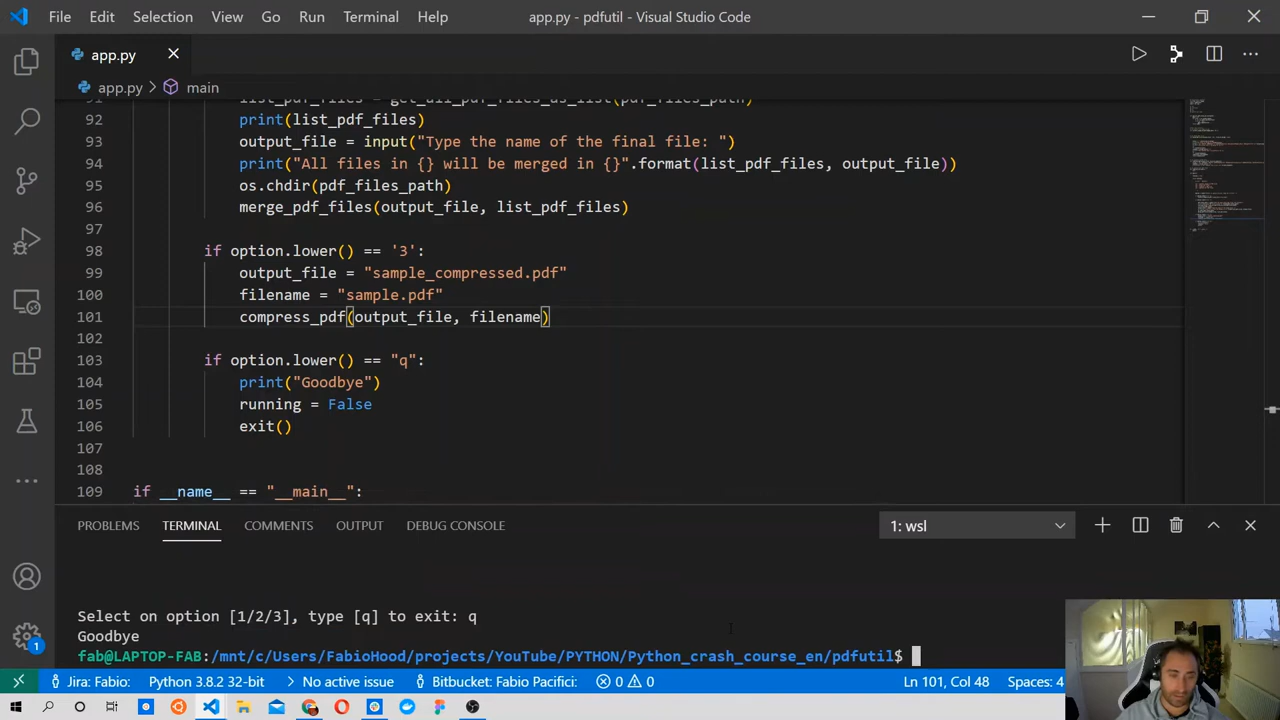 File Edit Selection View Go Run Terminal Help app.py - pdfutil - Visual Studio Code
app.py
app.py > main
91 list_pdf_files = get_all_pdf_files_as_list(pdf_files_path)
92 print(list_pdf_files)
93 output_file = input("Type the name of the final file: ")
94 print("All files in {} will be merged in {}".format(list_pdf_files, output_file))
95 os.chdir(pdf_files_path)
96 merge_pdf_files(output_file, list_pdf_files)
97
98 if option.lower() == '3':
99 output_file = "sample_compressed.pdf"
100 filename = "sample.pdf"
101 compress_pdf(output_file, filename)
102
103 if option.lower() == "q":
104 print("Goodbye")
105 running = False
106 exit()
107
108
109 if __name__ == "__main__":
PROBLEMS TERMINAL COMMENTS OUTPUT DEBUG CONSOLE 1: wsl
Select on option [1/2/3], type [q] to exit: q
Goodbye
fab@LAPTOP-FAB:/mnt/c/Users/FabioHood/projects/YouTube/PYTHON/Python_crash_course_en/pdfutil$
1
Jira: Fabio: Python 3.8.2 32-bit No active issue Bitbucket: Fabio Pacifici: 0 0 Ln 101, Col 48 Spaces: 4